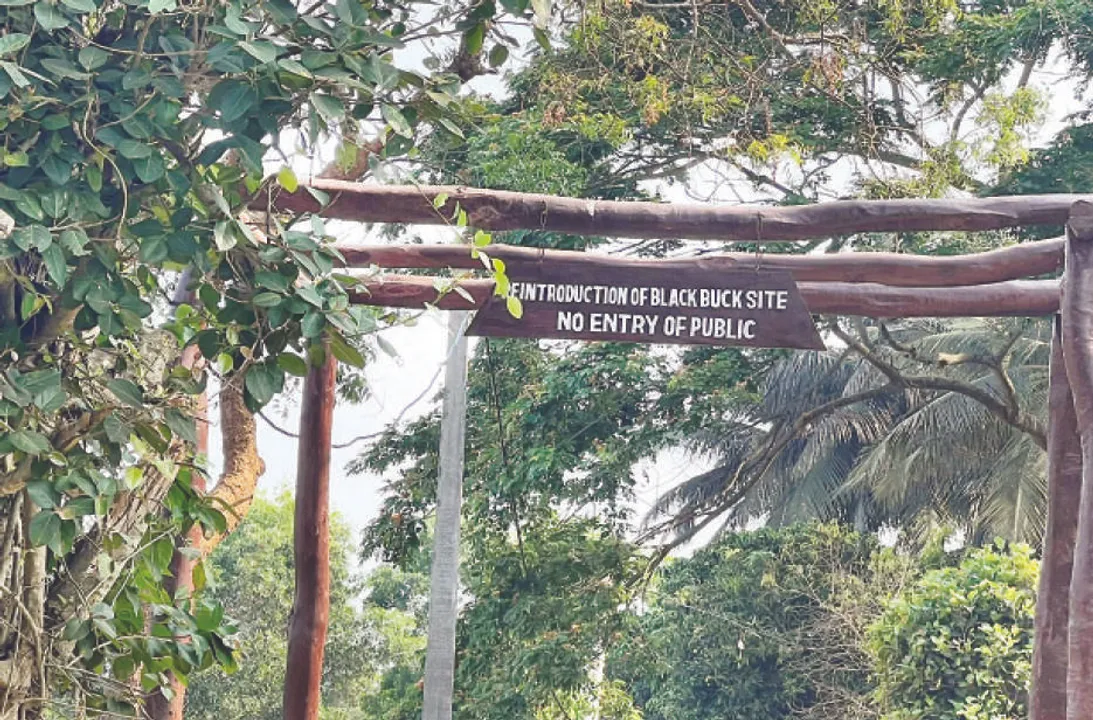 REINTRODUCTION OF BLACK BUCK SITE
NO ENTRY OF PUBLIC